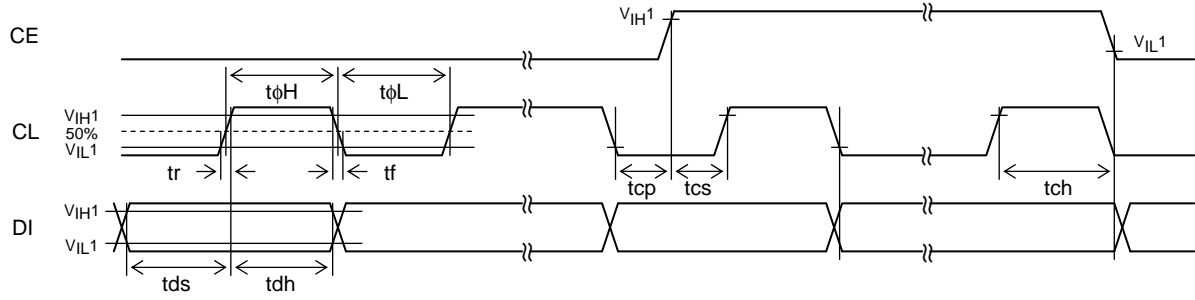 CE
VIH1
VIL1
tϕH
tϕL
CL
VIH1
50%
VIL1
tr
tf
tcp
tcs
tch
DI
VIH1
VIL1
tds
tdh